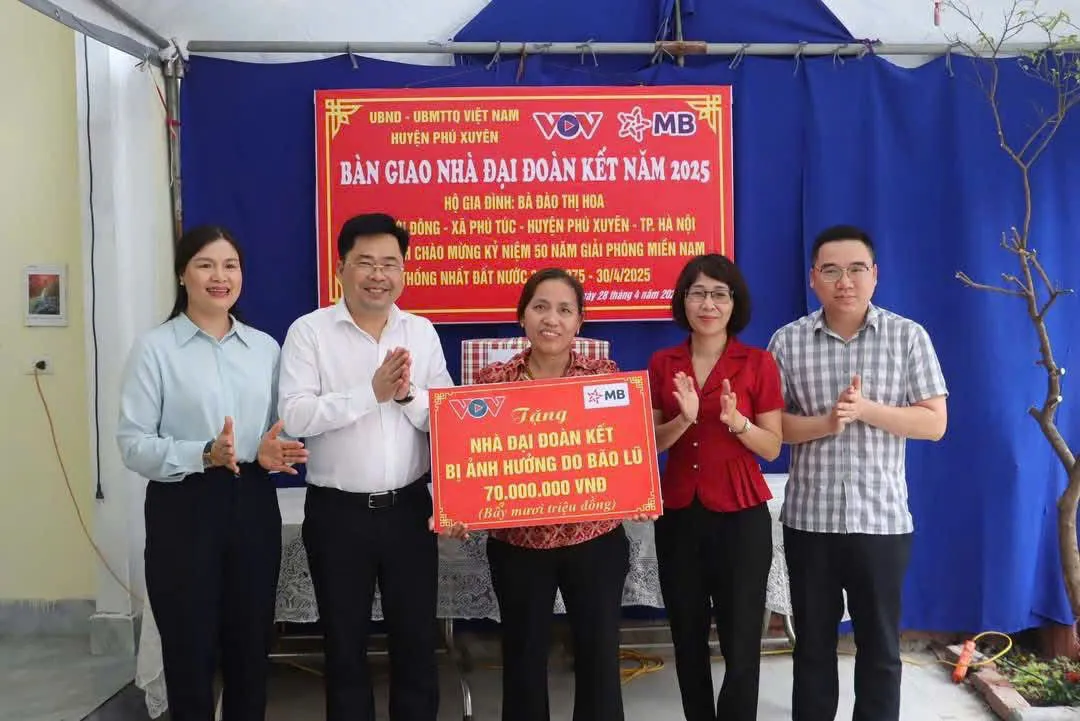 UBND - UBMTTQ VIỆT NAM
HUYỆN PHÚ XUYÊN
VOV
MB
BÀN GIAO NHÀ ĐẠI ĐOÀN KẾT NĂM 2025
HỘ GIA ĐÌNH: BÀ ĐÀO THỊ HOA
ĐỒNG - XÃ PHÚ TÚC - HUYỆN PHÚ XUYÊN - TP. HÀ NỘI
CHÀO MỪNG KỶ NIỆM 50 NĂM GIẢI PHÓNG MIỀN NAM
THỐNG NHẤT ĐẤT NƯỚC 975 - 30/4/2025
28 tháng 4 năm
VOV
MB
Tặng
NHÀ ĐẠI ĐOÀN KẾT
BỊ ẢNH HƯỞNG DO BÃO LŨ
70.000.000 VNĐ
(Bảy mươi triệu đồng)